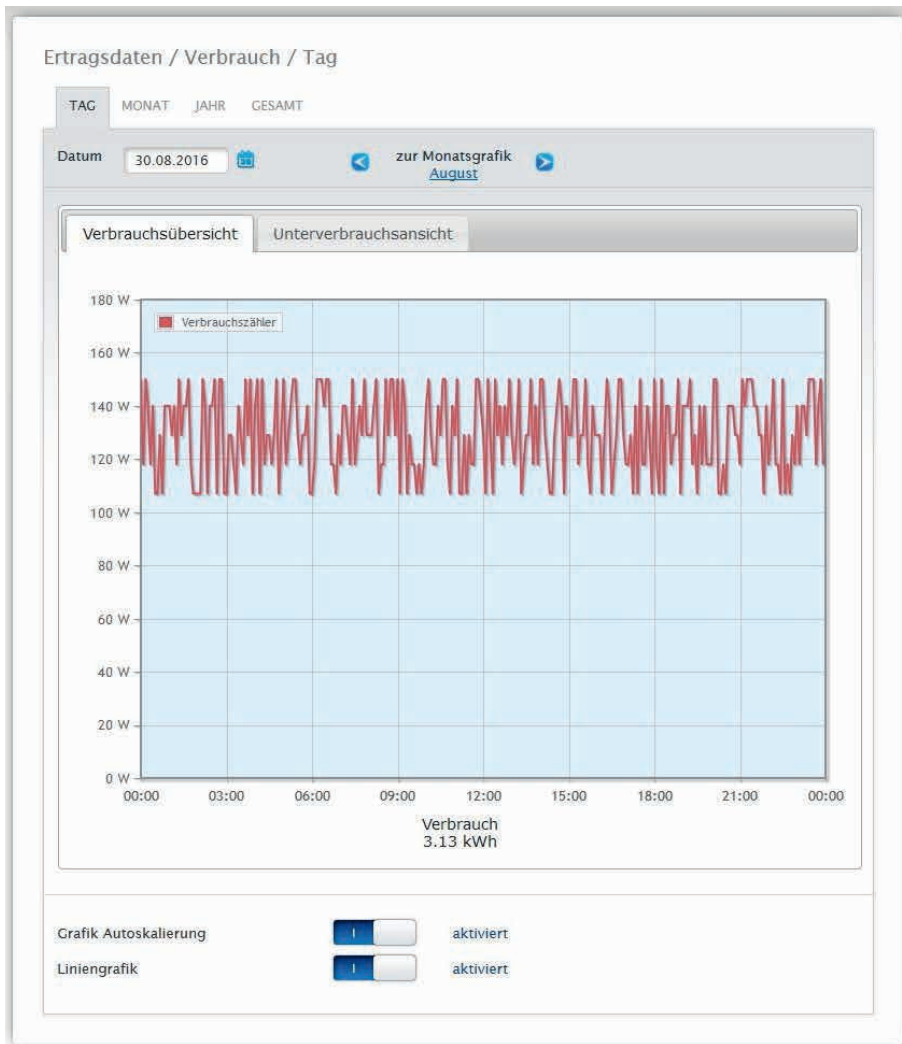 Ertragsdaten / Verbrauch / Tag
TAG MONAT JAHR GESAMT
Datum 30.08.2016 zur Monatsgrafik
August
Verbrauchsübersicht Unterverbrauchsansicht
180 W
Verbrauchszähler
160 W
140 W
120 W
100 W
80 W
60 W
40 W
20 W
0 W
00:00 03:00 06:00 09:00 12:00 15:00 18:00 21:00 00:00
Verbrauch
3.13 kWh
Grafik Autoskalierung I aktiviert
Liniengrafik I aktiviert